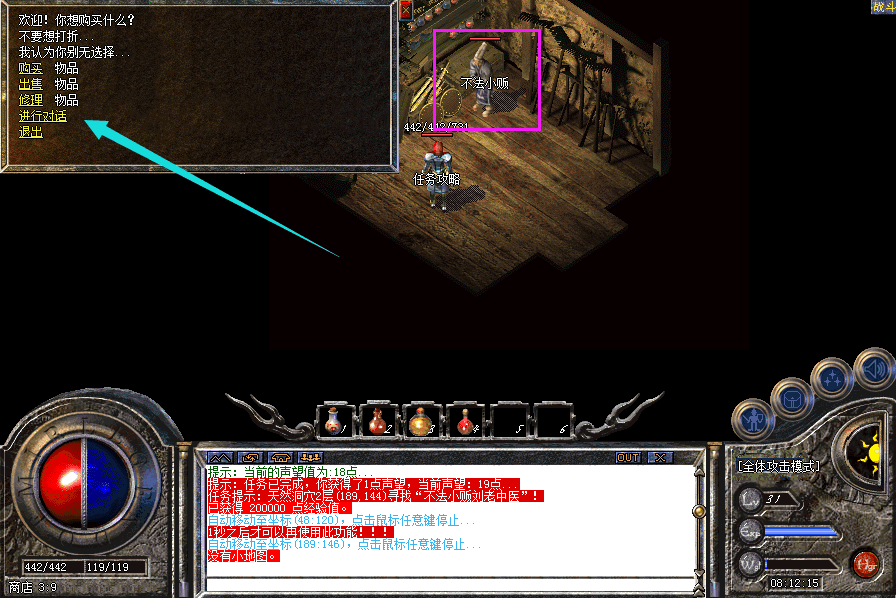 欢迎! 你想购买什么?
不要想打折...
我认为你别无选择...
购买 物品
出售 物品
修理 物品
进行对话
退出
战斗
不法小贩
442/442/731
任务攻略
1 2 3 4 5 6
OUT
提示: 当前的声望值为:18点...
提示: 任务已完成, 你获得了1点声望, 当前声望: 19点...
任务提示: 天然洞穴2层(189,144)寻找“不法小贩刘老中医”!
已获得 200000 点经验值。
自动移动至坐标(48:120), 点击鼠标任意键停止...
1秒之后才可以再使用此功能!!!
自动移动至坐标(189:146), 点击鼠标任意键停止...
没有小地图。
442/442 119/119
商店 3:9
[全体攻击模式]
Lv 31
Exp
08:12:15